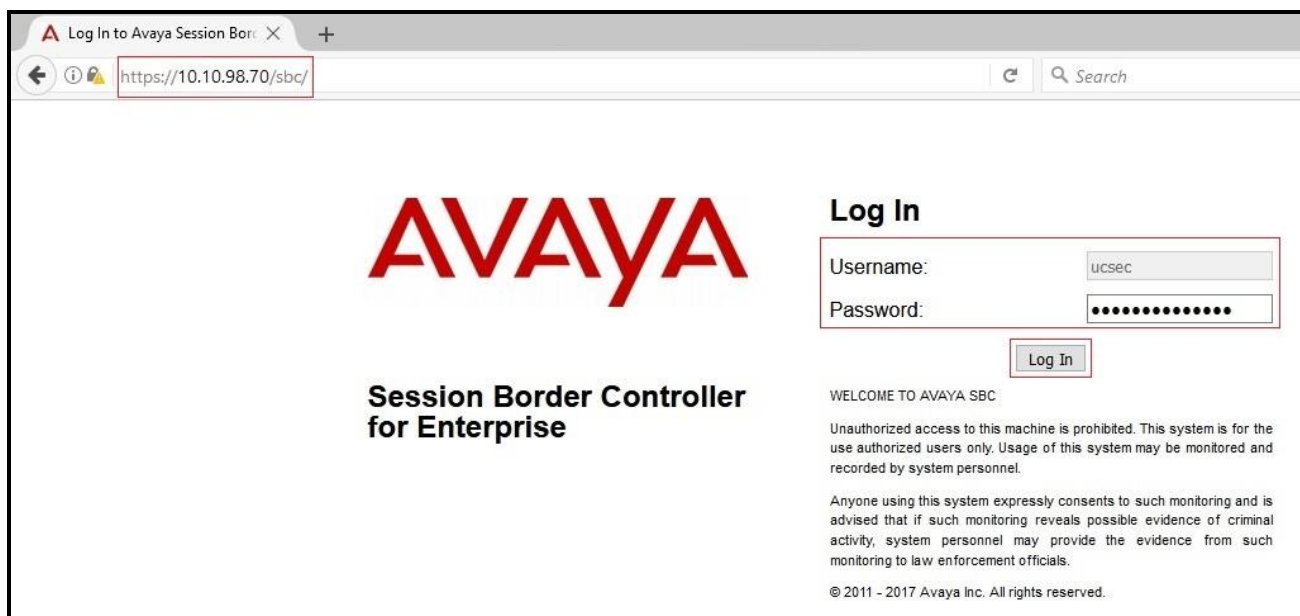 Log In to Avaya Session Bor
https://10.10.98.70/sbc/
Search
AVAYA
Session Border Controller
for Enterprise
Log In
Username:
ucsec
Password:
Log In
WELCOME TO AVAYA SBC
Unauthorized access to this machine is prohibited. This system is for the
use authorized users only. Usage of this system may be monitored and
recorded by system personnel.
Anyone using this system expressly consents to such monitoring and is
advised that if such monitoring reveals possible evidence of criminal
activity, system personnel may provide the evidence from such
monitoring to law enforcement officials.
© 2011 - 2017 Avaya Inc. All rights reserved.